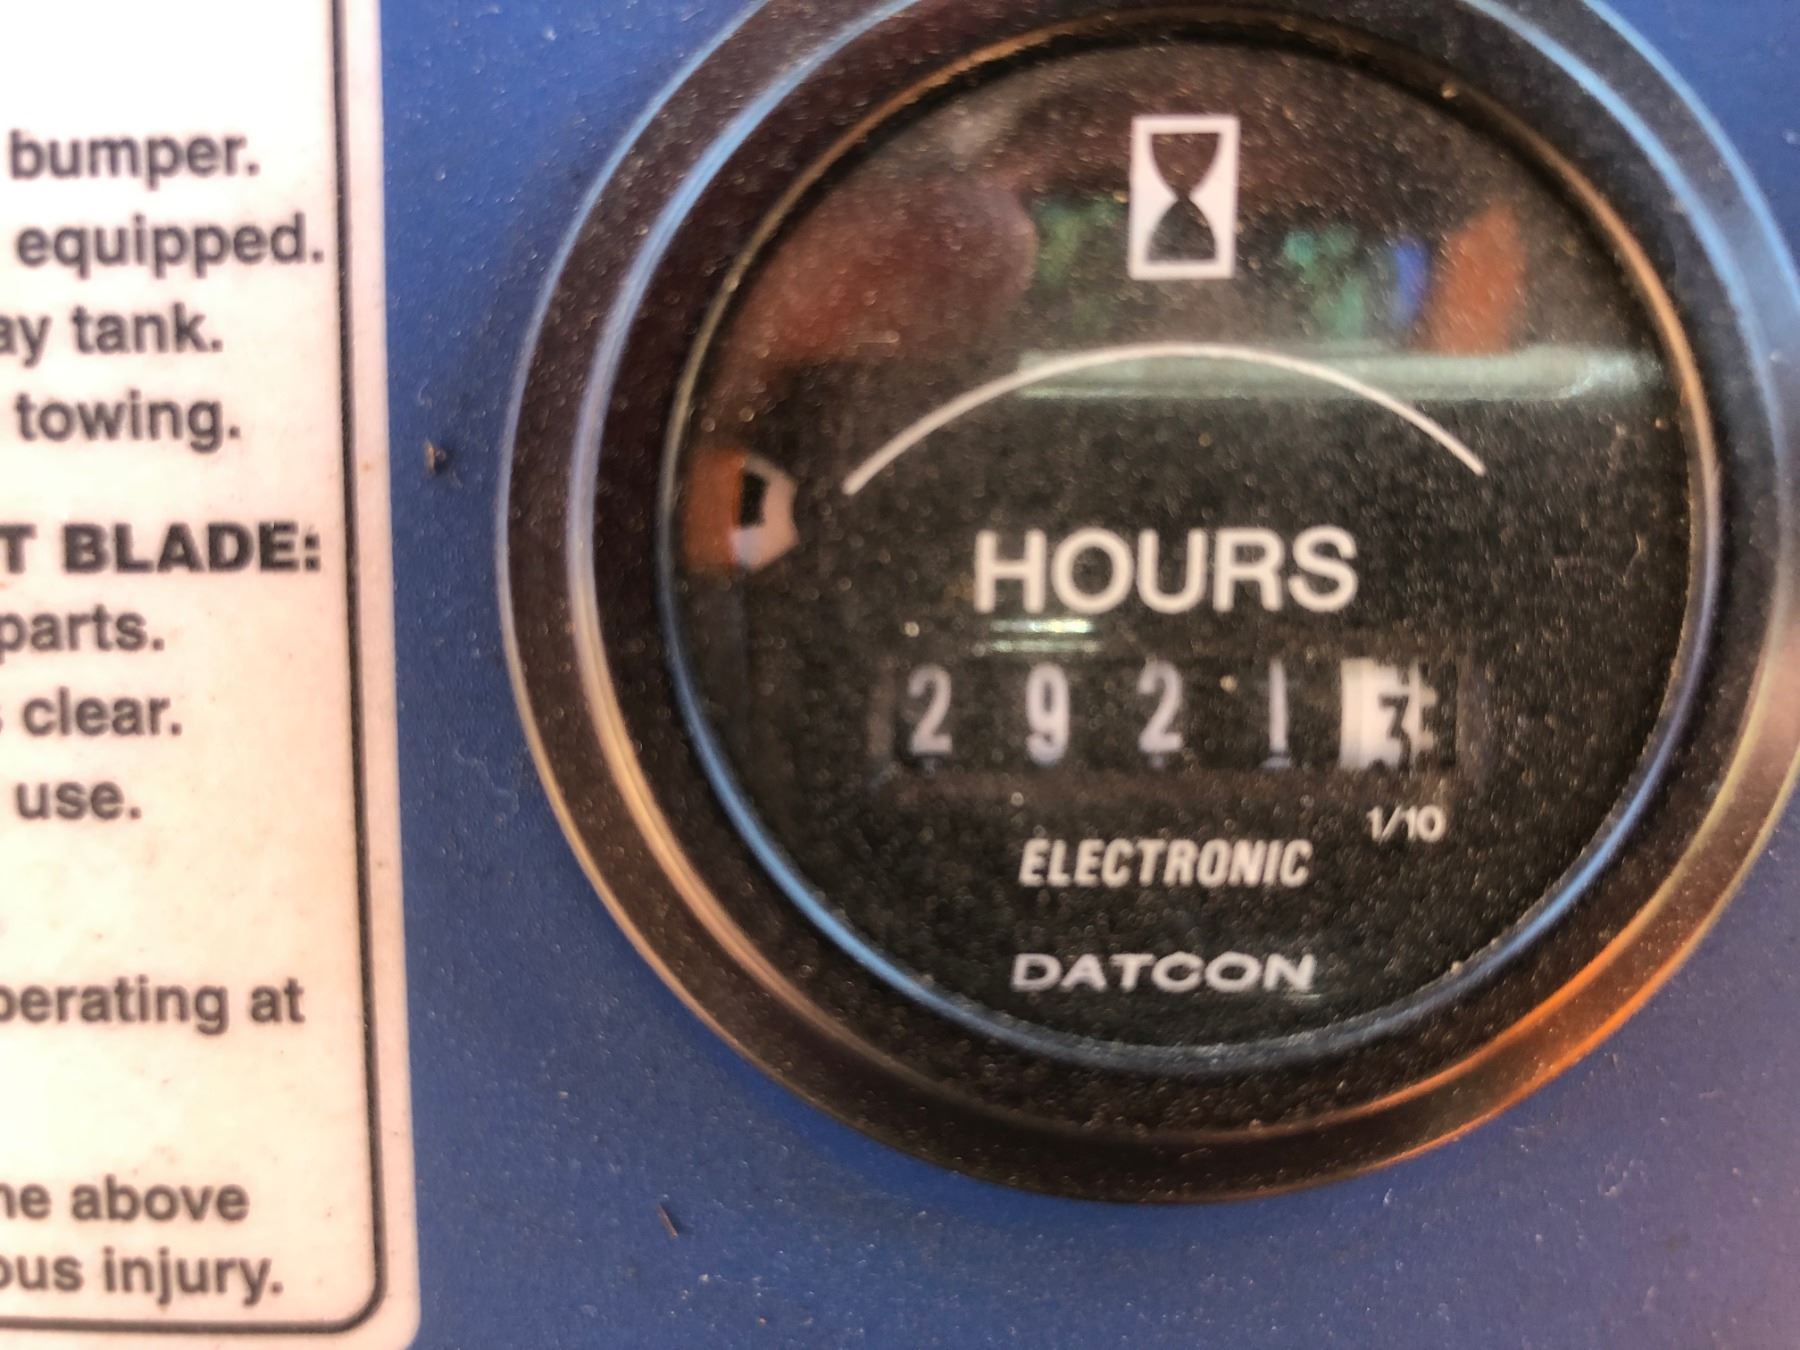 bumper.
equipped.
ay tank.
towing.
T BLADE:
parts.
clear.
use.
perating at
he above
ous injury.
HOURS
2 9 2 1 3
1/10
ELECTRONIC
DATCON